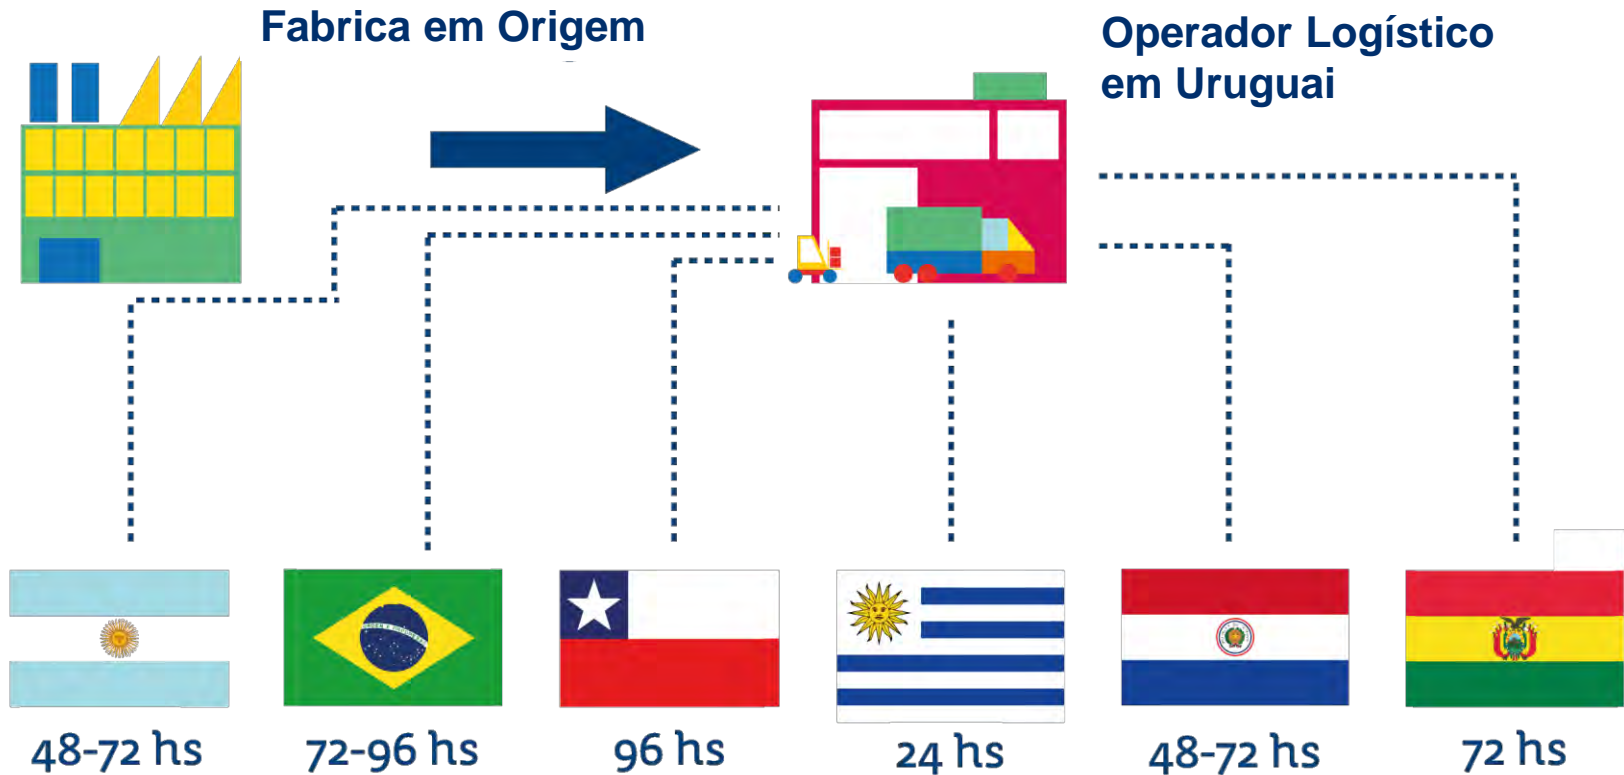 Fabrica em Origem
Operador Logístico
em Uruguai
48-72 hs
72-96 hs
96 hs
24 hs
48-72 hs
72 hs